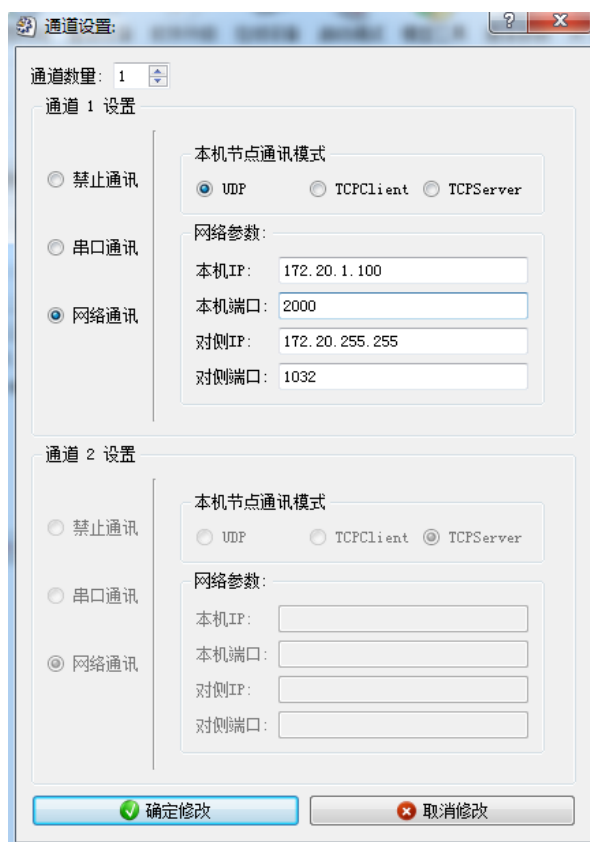 通道设置:
通道数量: 1
通道 1 设置
禁止通讯
串口通讯
网络通讯
本机节点通讯模式
UDP TCPClient TCPServer
网络参数:
本机IP: 172.20.1.100
本机端口: 2000
对侧IP: 172.20.255.255
对侧端口: 1032
通道 2 设置
禁止通讯
串口通讯
网络通讯
本机节点通讯模式
UDP TCPClient TCPServer
网络参数:
本机IP:
本机端口:
对侧IP:
对侧端口:
确定修改 取消修改